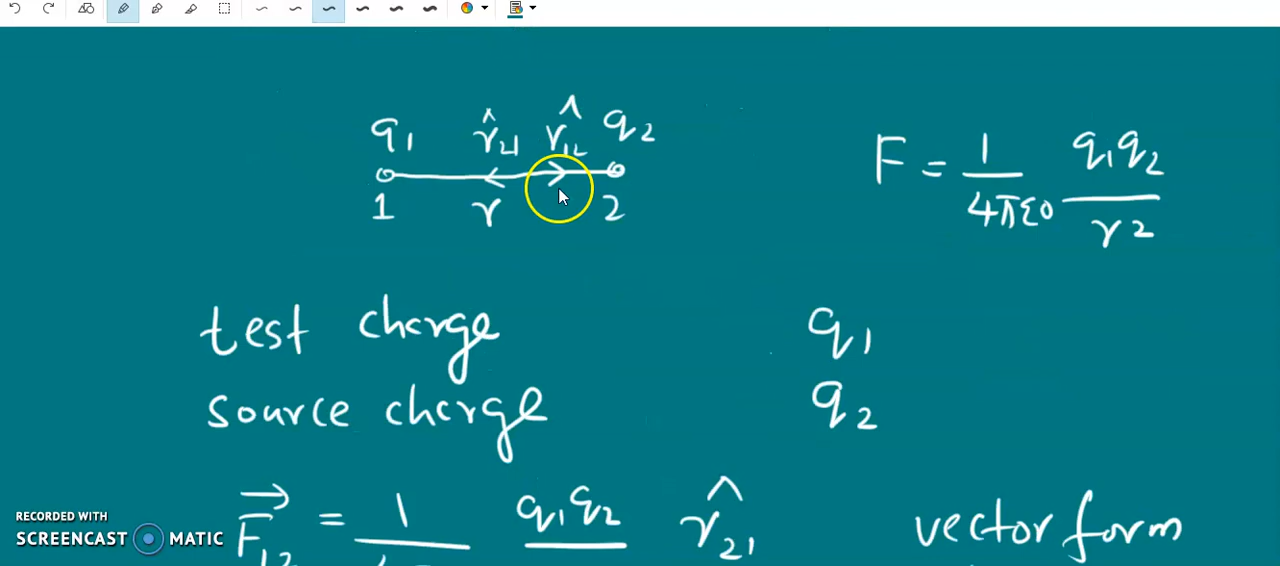 q1 r̂21 r̂12 q2
1 r 2
F = 1/4πε0 q1q2/r2
test charge q1
source charge q2
F⃗12 = 1 q1q2 r̂21 vector form
RECORDED WITH
SCREENCAST MATIC